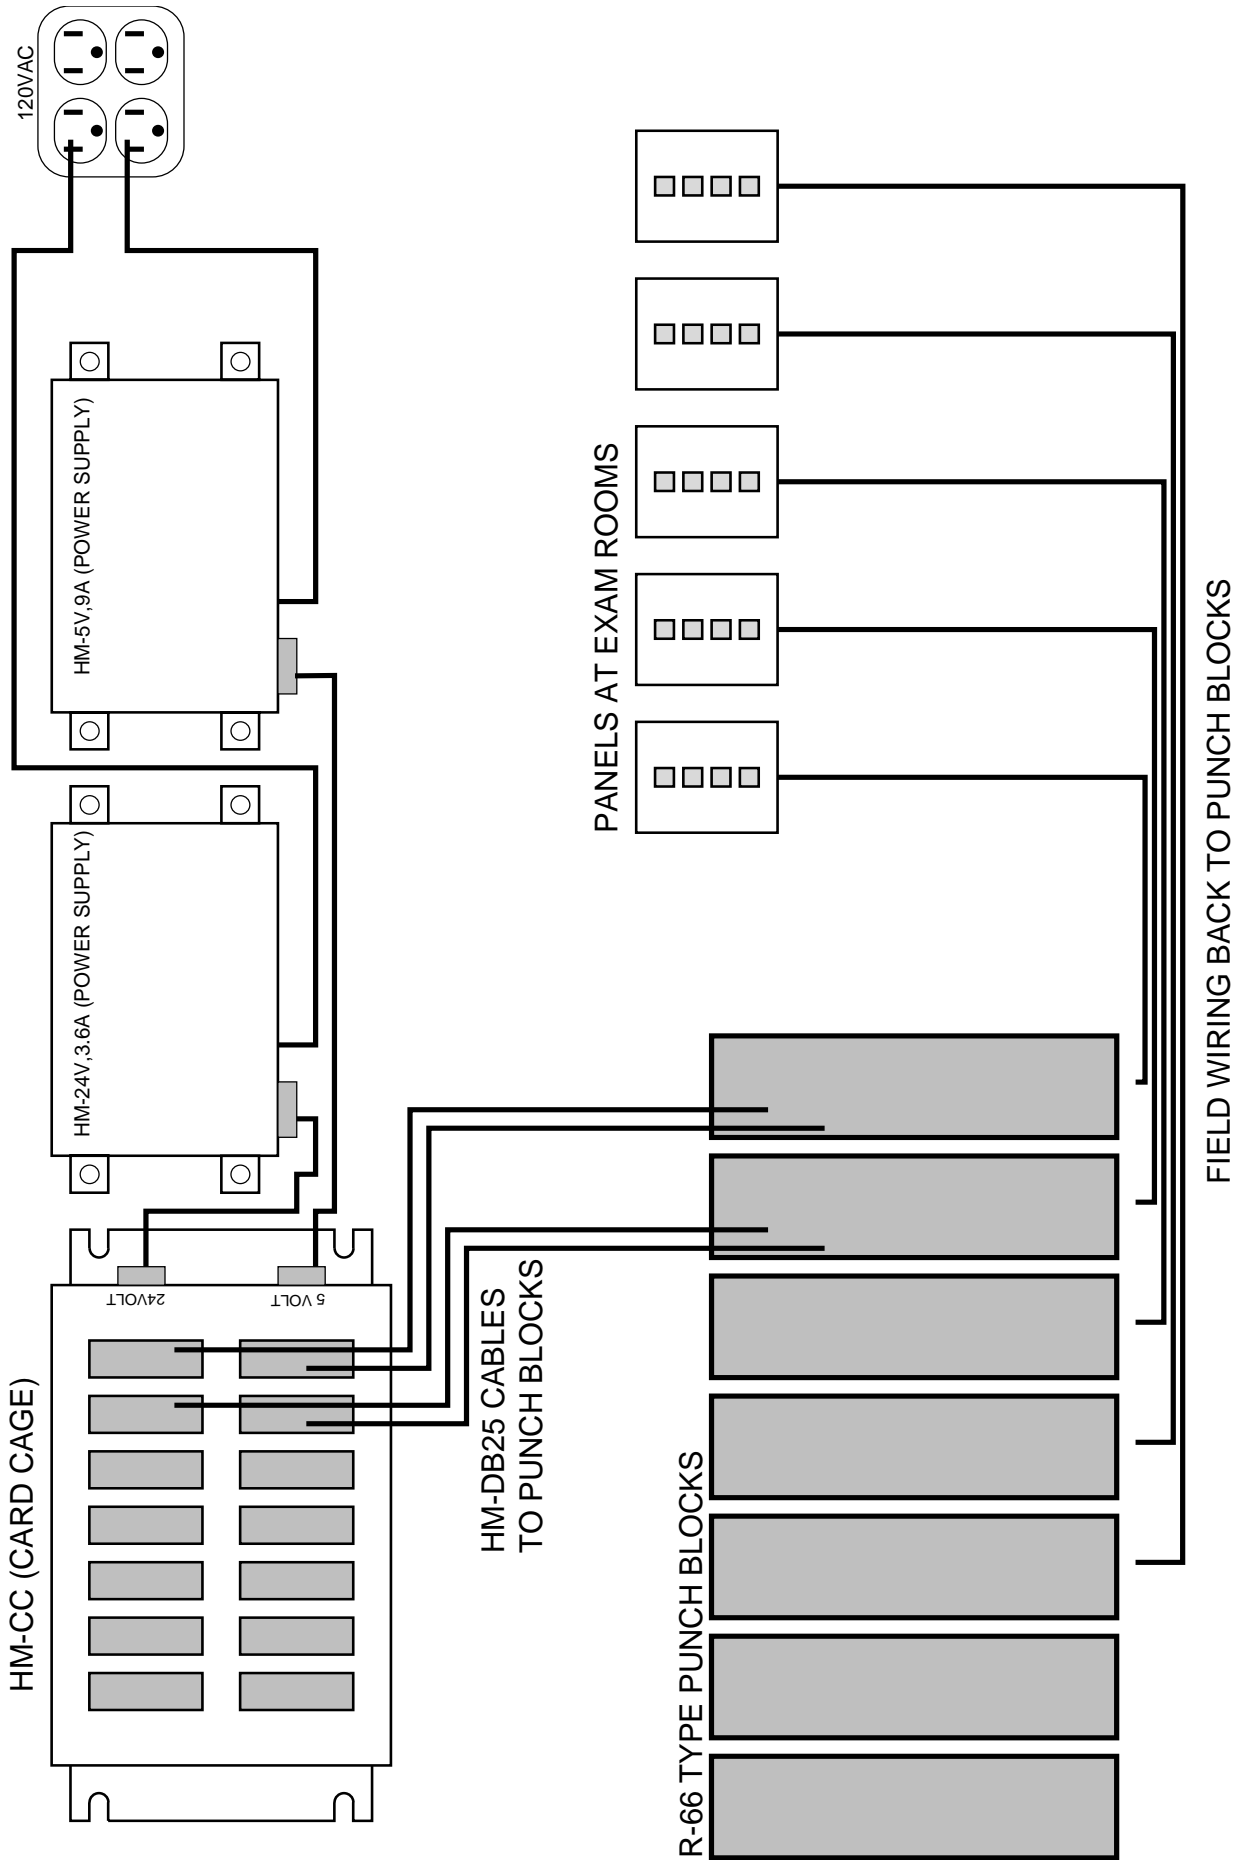 120VAC
HM-5V,9A (POWER SUPPLY)
HM-24V,3.6A (POWER SUPPLY)
24VOLT
5 VOLT
HM-CC (CARD CAGE)
HM-DB25 CABLES
TO PUNCH BLOCKS
PANELS AT EXAM ROOMS
R-66 TYPE PUNCH BLOCKS
FIELD WIRING BACK TO PUNCH BLOCKS